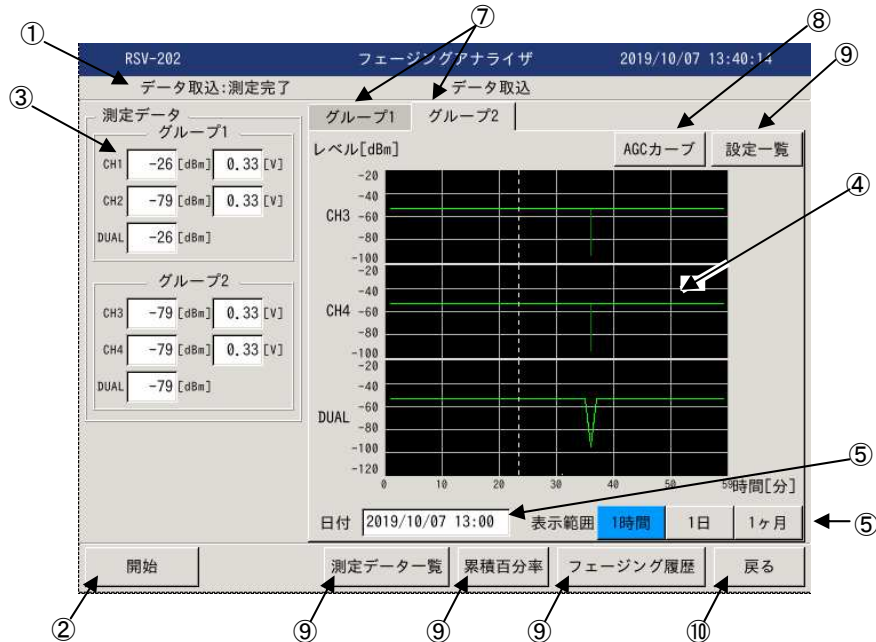 ⑦
⑧
①
RSV-202 フェージングアナライザ 2019/10/07 13:40:14
⑨
データ取込:測定完了 データ取込
③
測定データ
グループ1
CH1 -26 [dBm] 0.33 [V]
CH2 -79 [dBm] 0.33 [V]
DUAL -26 [dBm]
グループ2
CH3 -79 [dBm] 0.33 [V]
CH4 -79 [dBm] 0.33 [V]
DUAL -79 [dBm]
グループ1 グループ2
レベル[dBm] AGCカーブ 設定一覧
④
-20
-40
CH3 -60
-80
-100
-20
-40
CH4 -60
-80
-100
-20
-40
DUAL -60
-80
-100
-120
0 10 20 30 40 50 59 時間[分]
⑤
日付 2019/10/07 13:00 表示範囲 1時間 1日 1ヶ月
⑤
開始 測定データ一覧 累積百分率 フェージング履歴 戻る
② ⑨ ⑨ ⑨ ⑩